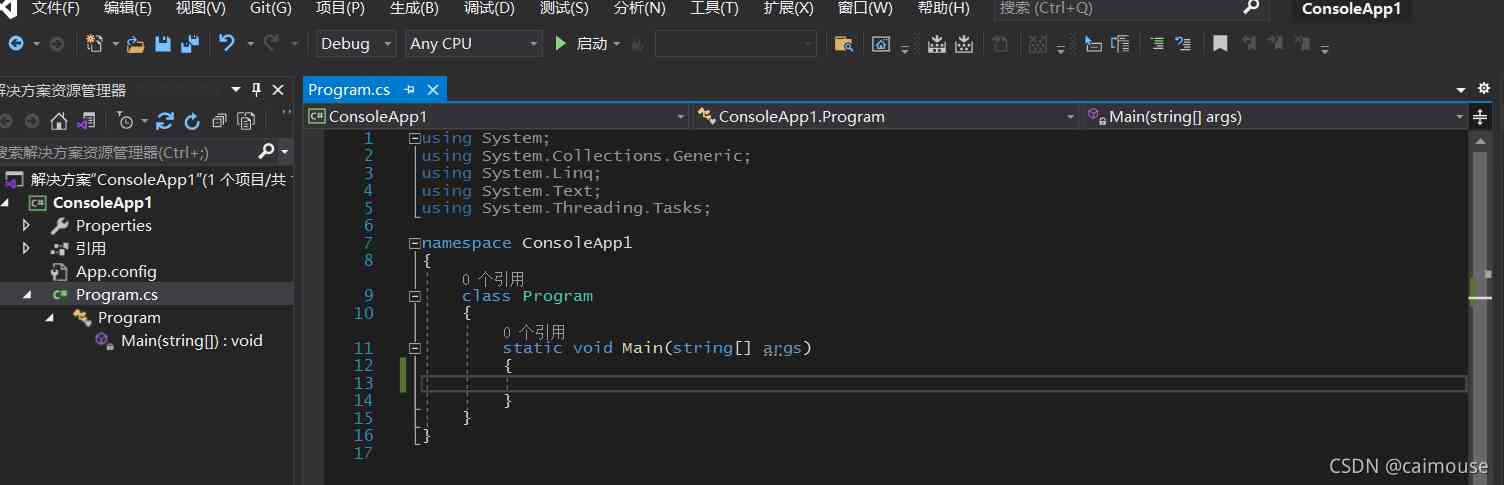 文件(F) 编辑(E) 视图(V) Git(G) 项目(P) 生成(B) 调试(D) 测试(S) 分析(N) 工具(T) 扩展(X) 窗口(W) 帮助(H) 搜索 (Ctrl+Q) ConsoleApp1
Debug Any CPU 启动
解决方案资源管理器
搜索解决方案资源管理器(Ctrl+;)
解决方案"ConsoleApp1"(1 个项目/共
ConsoleApp1
Properties
引用
App.config
Program.cs
Program
Main(string[]) : void
Program.cs
ConsoleApp1 ConsoleApp1.Program Main(string[] args)
1 using System;
2 using System.Collections.Generic;
3 using System.Linq;
4 using System.Text;
5 using System.Threading.Tasks;
6
7 namespace ConsoleApp1
8 {
0 个引用
9 class Program
10 {
0 个引用
11 static void Main(string[] args)
12 {
13
14 }
15 }
16 }
17
CSDN @caimouse